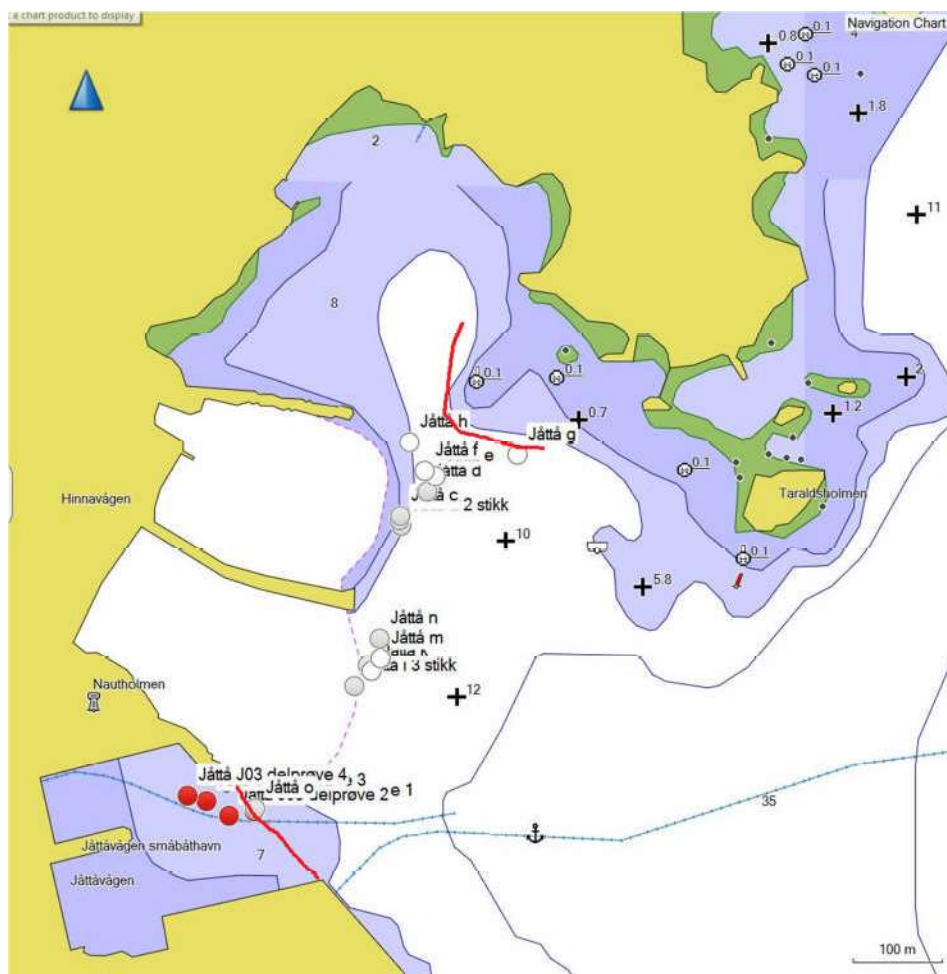 a chart product to display.
Navigation Chart
0.1
0.8
4
0.1
0.1
1.8
2
11
8
0.1
0.1
2
1.2
0.7
Jåttå h
Jåttå g
Jåttå f
e
Jåttå d
0.1
Jåttå c
2 stikk
Hinnavågen
Taraldsholmen
10
0.1
5.8
Jåttå n
Jåttå m
3 stikk
Nautholmen
12
Jåttå J03 delprøve 4
3
Jåttå o
delprøve 2
e 1
35
Jåttåvågen småbåthavn
7
Jåttåvågen
100 m